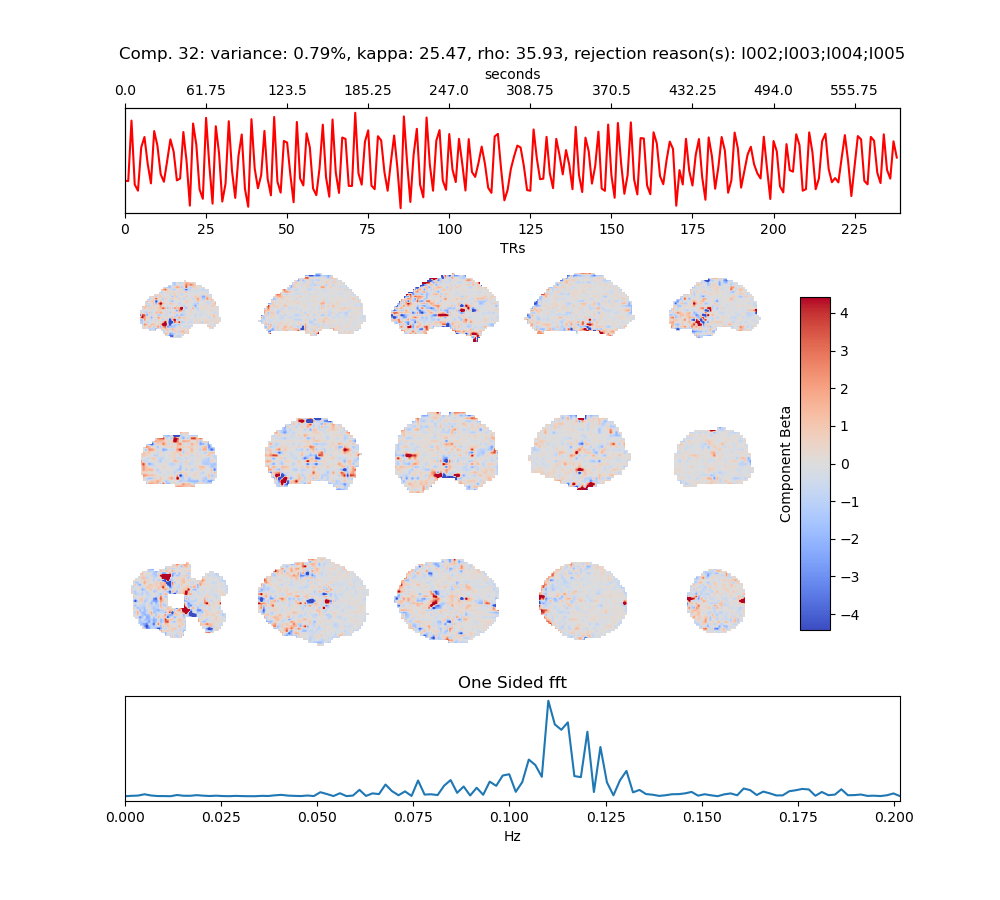 Comp. 32: variance: 0.79%, kappa: 25.47, rho: 35.93, rejection reason(s): I002;I003;I004;I005
seconds
0.0 61.75 123.5 185.25 247.0 308.75 370.5 432.25 494.0 555.75
0 25 50 75 100 125 150 175 200 225
TRs
4
3
2
1
0
−1
−2
−3
−4
Component Beta
One Sided fft
0.000 0.025 0.050 0.075 0.100 0.125 0.150 0.175 0.200
Hz